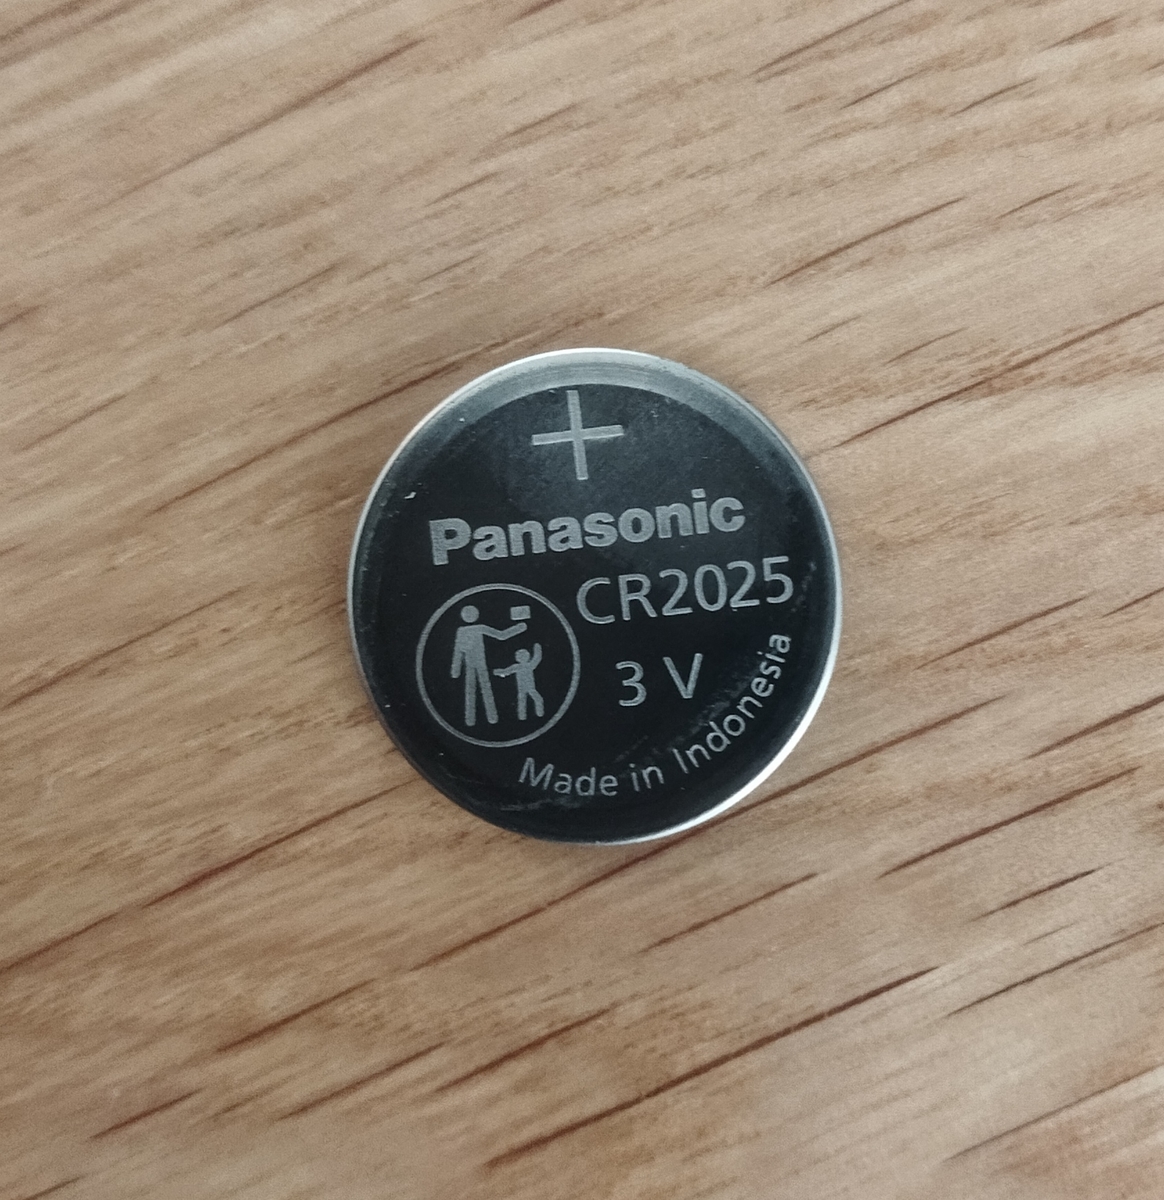 +
Panasonic
CR2025
3 V
Made in Indonesia